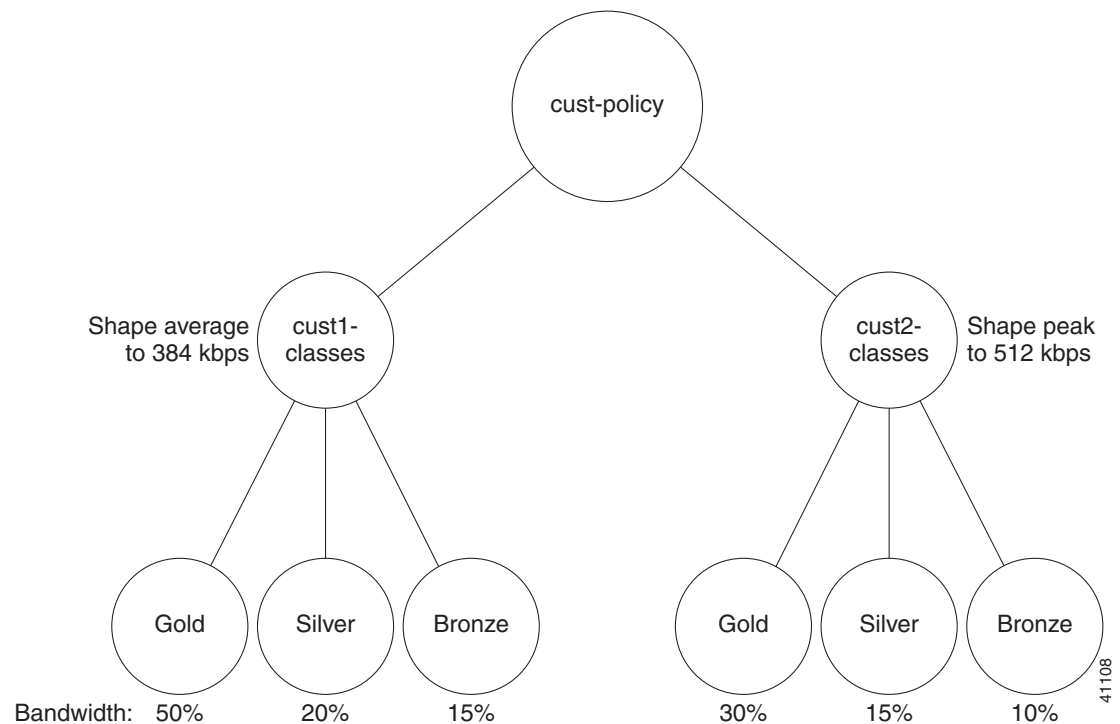 cust-policy
Shape average
to 384 kbps
cust1-
classes
cust2-
classes
Shape peak
to 512 kbps
Gold
Silver
Bronze
Gold
Silver
Bronze
Bandwidth: 50% 20% 15% 30% 15% 10%
41108